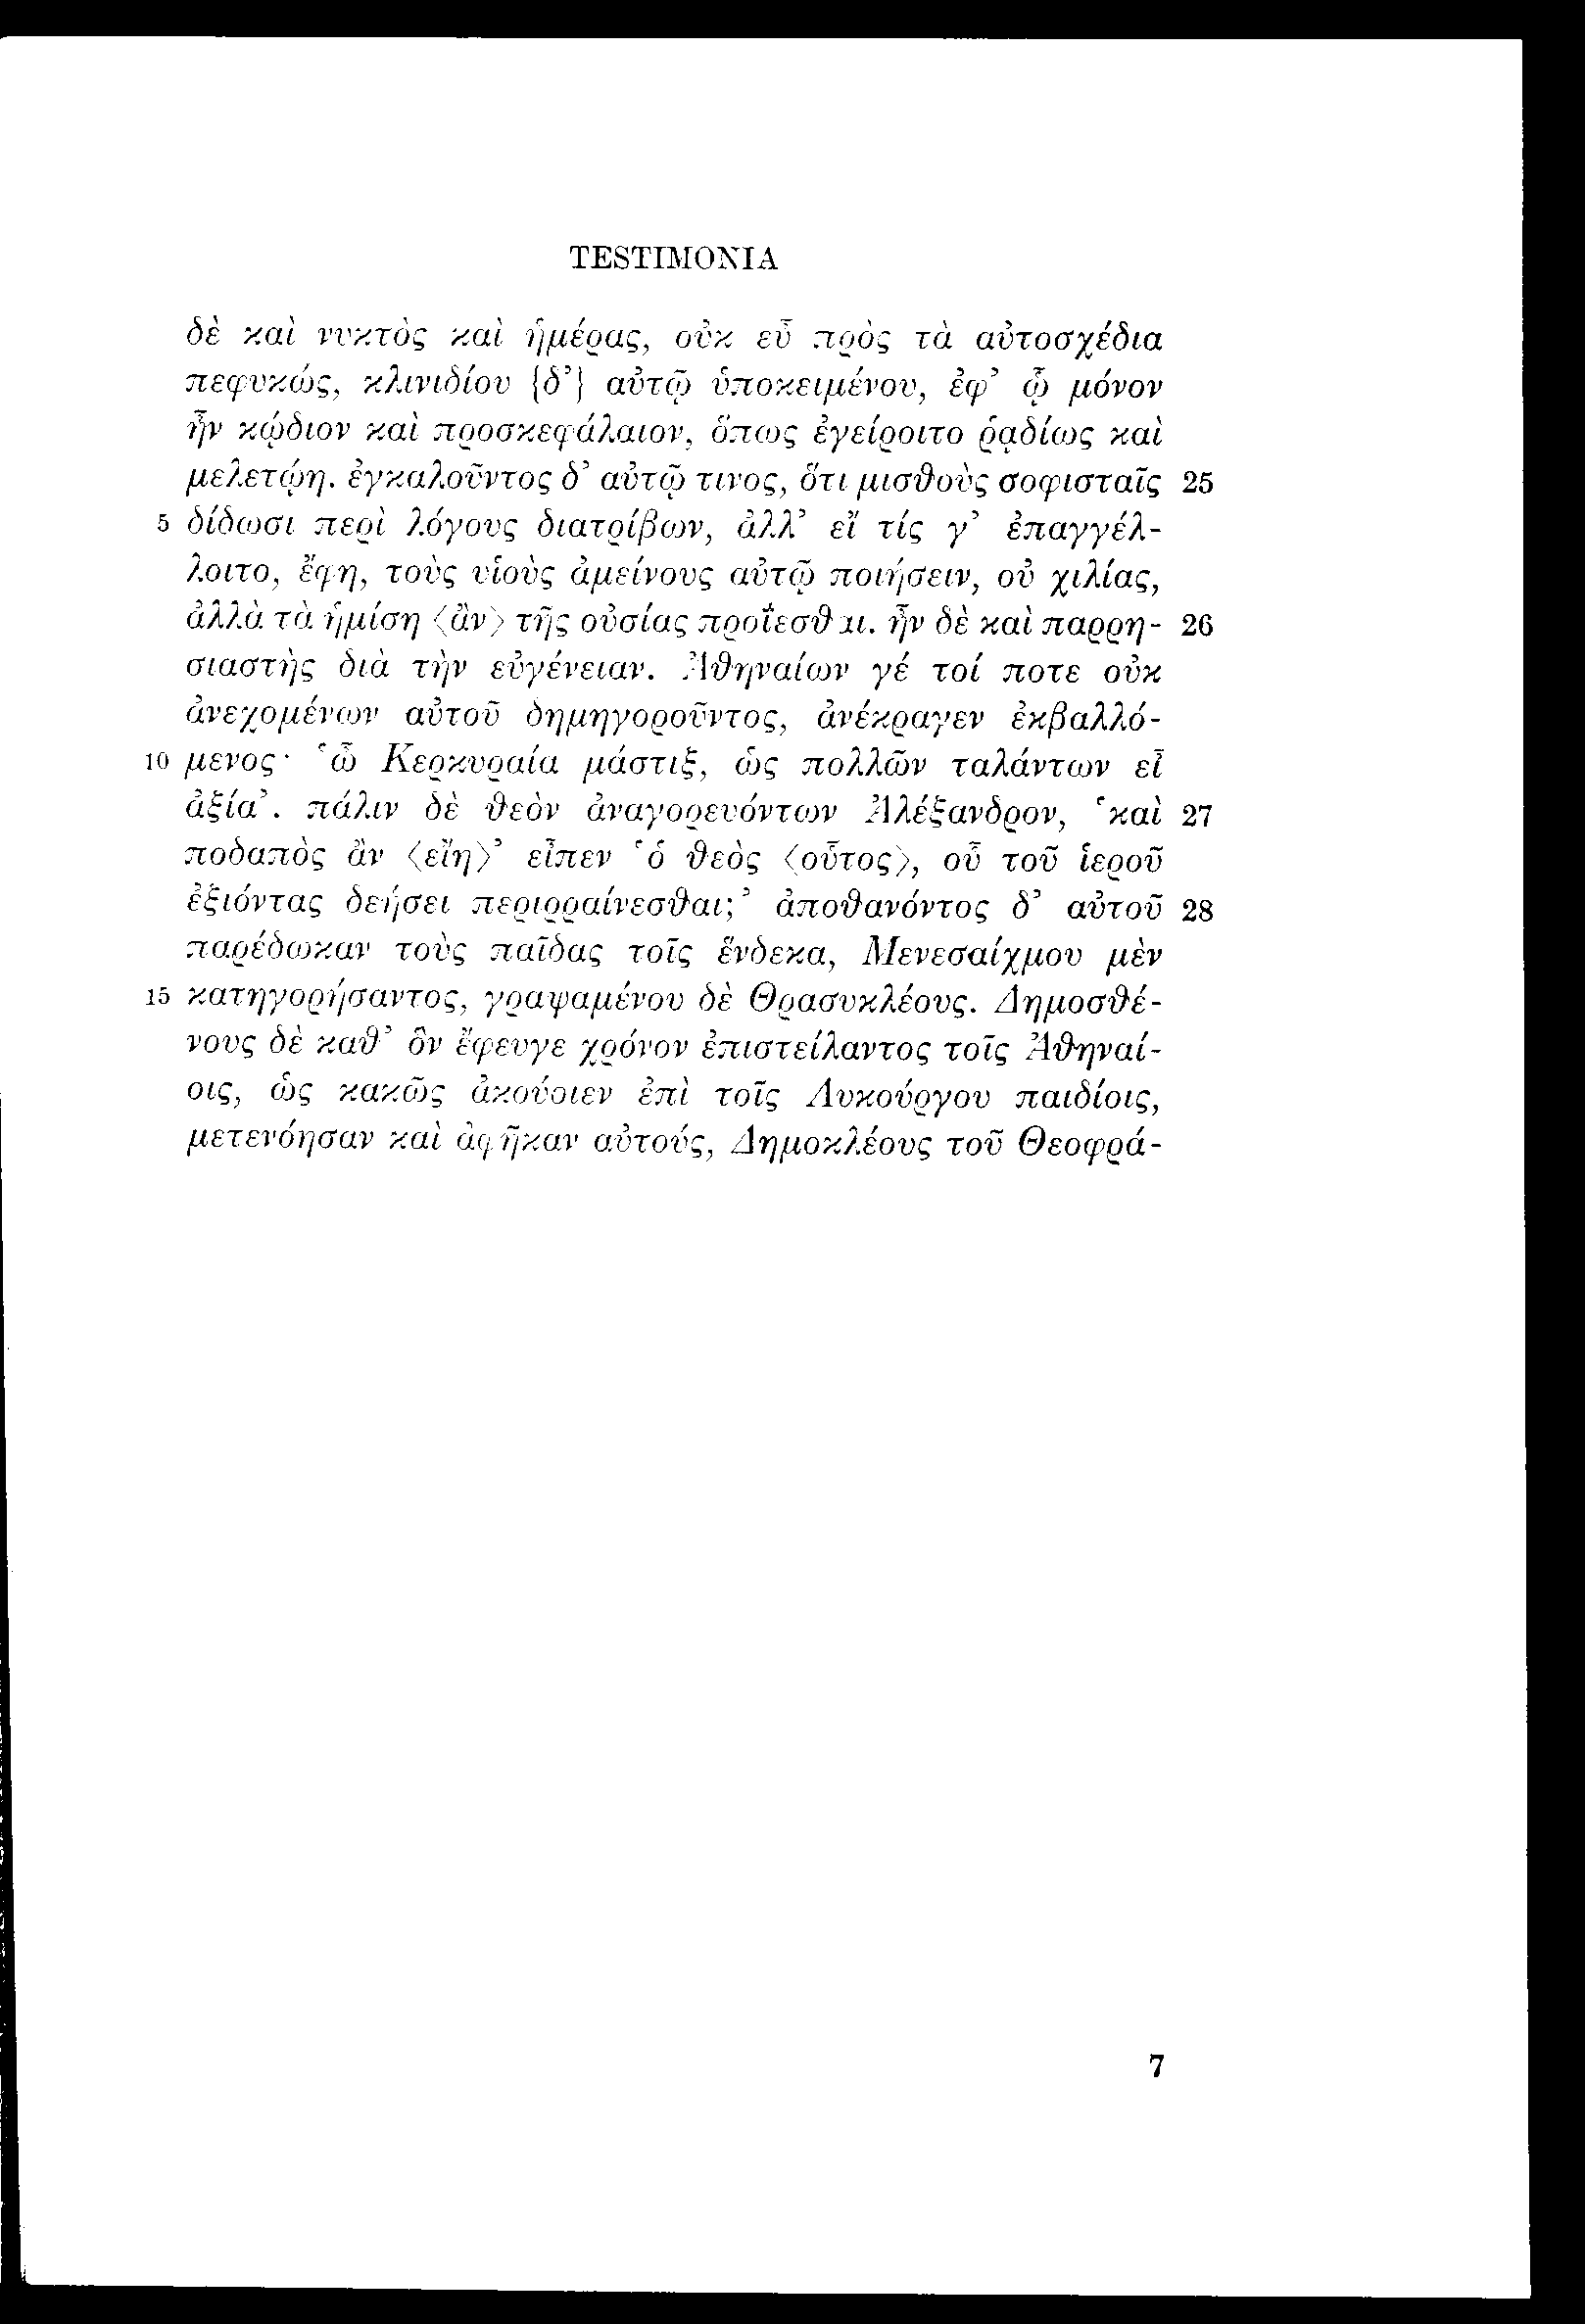 TESTIMONIA
δὲ καὶ νυκτὸς καὶ ἡμέρας, οὐκ εὖ πρὸς τὰ αὐτοσχέδια
πεφυκώς, κλινιδίου {δ’} αὐτῷ ὑποκειμένου, ἐφ’ ᾧ μόνον
ἦν κῴδιον καὶ προσκεφάλαιον, ὅπως ἐγείροιτο ῥᾳδίως καὶ
μελετῴη. ἐγκαλοῦντος δ’ αὐτῷ τινος, ὅτι μισθοὺς σοφισταῖς 25
5 δίδωσι περὶ λόγους διατρίβων, ἀλλ’ εἴ τίς γ’ ἐπαγγέλ-
λοιτο, ἔφη, τοὺς υἱοὺς ἀμείνους αὐτῷ ποιήσειν, οὐ χιλίας,
ἀλλὰ τὰ ἡμίση ⟨ἂν⟩ τῆς οὐσίας προΐεσθαι. ἦν δὲ καὶ παρρη- 26
σιαστὴς διὰ τὴν εὐγένειαν. Ἀθηναίων γέ τοί ποτε οὐκ
ἀνεχομένων αὐτοῦ δημηγοροῦντος, ἀνέκραγεν ἐκβαλλό-
10 μενος· ‘ὦ Κερκυραία μάστιξ, ὡς πολλῶν ταλάντων εἶ
ἀξία’. πάλιν δὲ θεὸν ἀναγορευόντων Ἀλέξανδρον, ‘καὶ 27
ποδαπὸς ἂν ⟨εἴη⟩’ εἶπεν ‘ὁ θεὸς ⟨οὗτος⟩, οὗ τοῦ ἱεροῦ
ἐξιόντας δεήσει περιρραίνεσθαι;’ ἀποθανόντος δ’ αὐτοῦ 28
παρέδωκαν τοὺς παῖδας τοῖς ἕνδεκα, Μενεσαίχμου μὲν
15 κατηγορήσαντος, γραψαμένου δὲ Θρασυκλέους. Δημοσθέ-
νους δὲ καθ’ ὃν ἔφευγε χρόνον ἐπιστείλαντος τοῖς Ἀθηναί-
οις, ὡς κακῶς ἀκούοιεν ἐπὶ τοῖς Λυκούργου παιδίοις,
μετενόησαν καὶ ἀφῆκαν αὐτούς, Δημοκλέους τοῦ Θεοφρά-
7